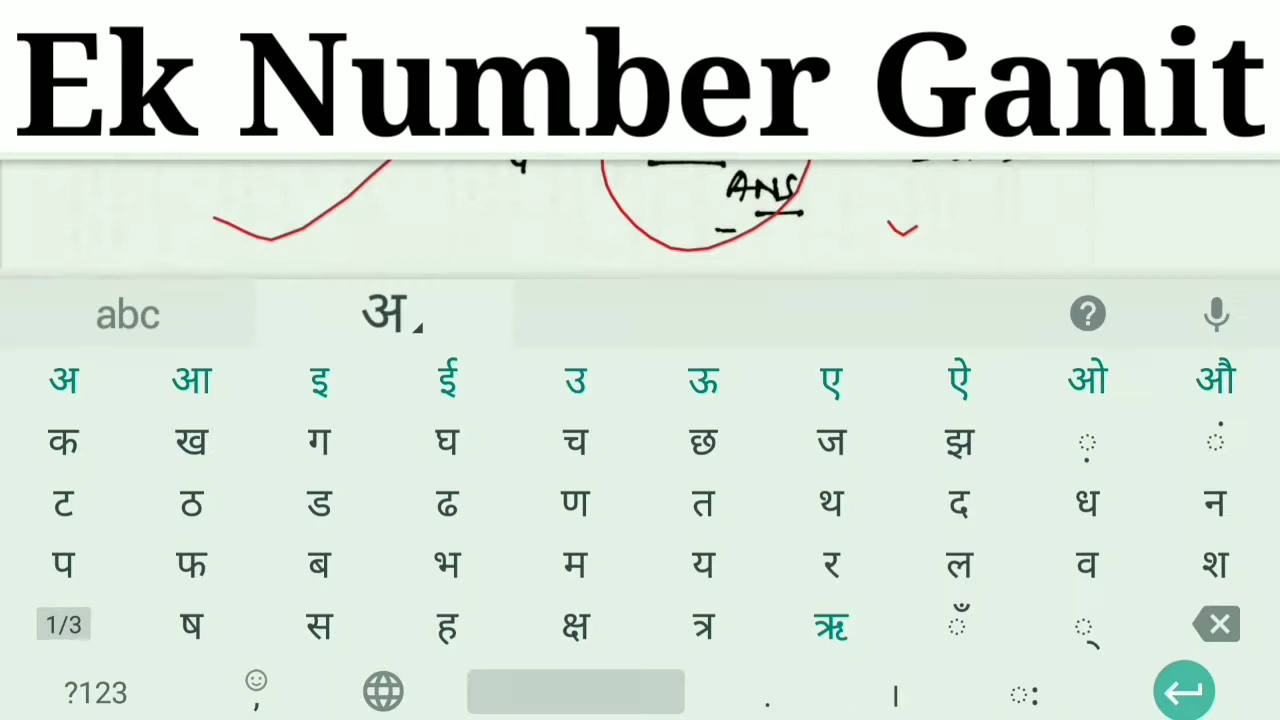 Ek Number Ganit
ANS
abc अ
अ आ इ ई उ ऊ ए ऐ ओ औ
क ख ग घ च छ ज झ ़ ं
ट ठ ड ढ ण त थ द ध न
प फ ब भ म य र ल व श
1/3 ष स ह क्ष त्र ऋ ँ ्
?123 , . । ः